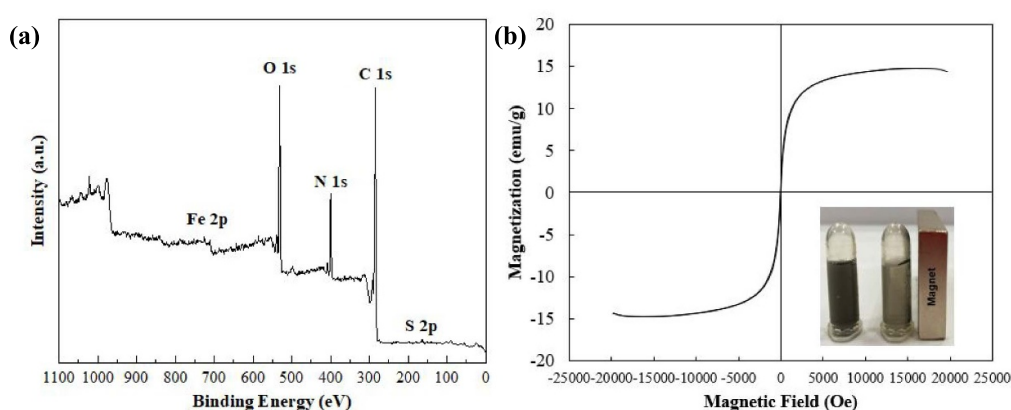 (a)
O 1s
C 1s
N 1s
Fe 2p
S 2p
Intensity (a.u.)
1100 1000 900 800 700 600 500 400 300 200 100 0
Binding Energy (eV)
(b)
20
15
10
5
0
-5
-10
-15
-20
Magnetization (emu/g)
Magnet
-25000 -20000 -15000 -10000 -5000 0 5000 10000 15000 20000 25000
Magnetic Field (Oe)